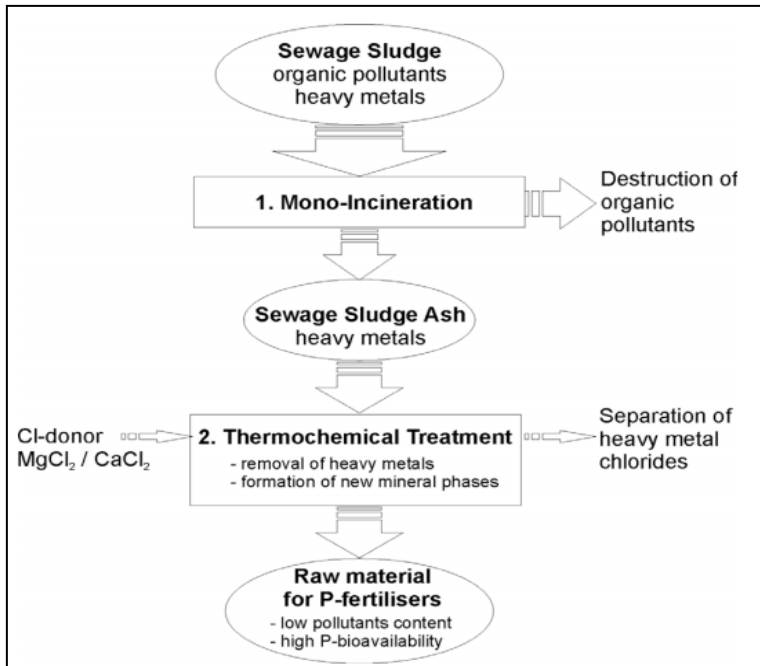 Sewage Sludge
organic pollutants
heavy metals
1. Mono-Incineration
Destruction of
organic
pollutants
Sewage Sludge Ash
heavy metals
Cl-donor
MgCl₂ / CaCl₂
2. Thermochemical Treatment
- removal of heavy metals
- formation of new mineral phases
Separation of
heavy metal
chlorides
Raw material
for P-fertilisers
- low pollutants content
- high P-bioavailability